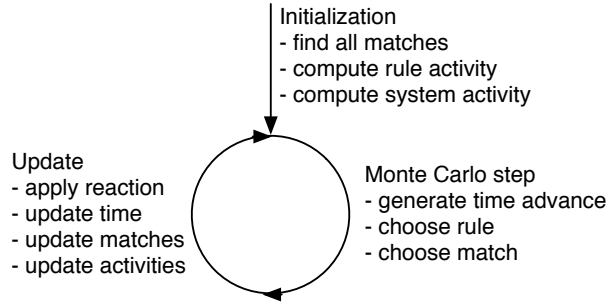 Initialization
- find all matches
- compute rule activity
- compute system activity
Update
- apply reaction
- update time
- update matches
- update activities
Monte Carlo step
- generate time advance
- choose rule
- choose match